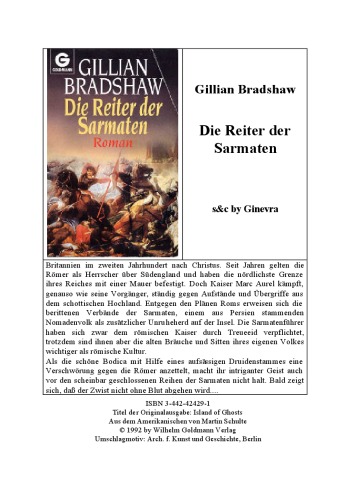 GOLDMANN
GILLIAN
BRADSHAW
Die Reiter der
Sarmaten
Roman
Gillian Bradshaw
Die Reiter der
Sarmaten
s&c by Ginevra
Britannien im zweiten Jahrhundert nach Christus. Seit Jahren gelten die
Römer als Herrscher über Südengland und haben die nördlichste Grenze
ihres Reiches mit einer Mauer befestigt. Doch Kaiser Marc Aurel kämpft,
genauso wie seine Vorgänger, ständig gegen Aufstände und Übergriffe aus
dem schottischen Hochland. Entgegen den Plänen Roms erweisen sich die
berittenen Verbände der Sarmaten, einem aus Persien stammenden
Nomadenvolk als zusätzlicher Unruheherd auf der Insel. Die Sarmatenführer
haben sich zwar dem römischen Kaiser durch Treueeid verpflichtet,
trotzdem sind ihnen aber die alten Bräuche und Sitten ihres eigenen Volkes
wichtiger als römische Kultur.
Als die schöne Bodica mit Hilfe eines aufsässigen Druidenstammes eine
Verschwörung gegen die Römer anzettelt, macht ihr intriganter Geist auch
vor den scheinbar geschlossenen Reihen der Sarmaten nicht halt. Bald zeigt
sich, daß der Zwist nicht ohne Blut abgehen wird....
ISBN 3-442-42429-1
Titel der Originalausgabe: Island of Ghosts
Aus dem Amerikanischen von Martin Schulte
© 1992 by Wilhelm Goldmann Verlag
Umschlagmotiv: Arch. f. Kunst und Geschichte, Berlin